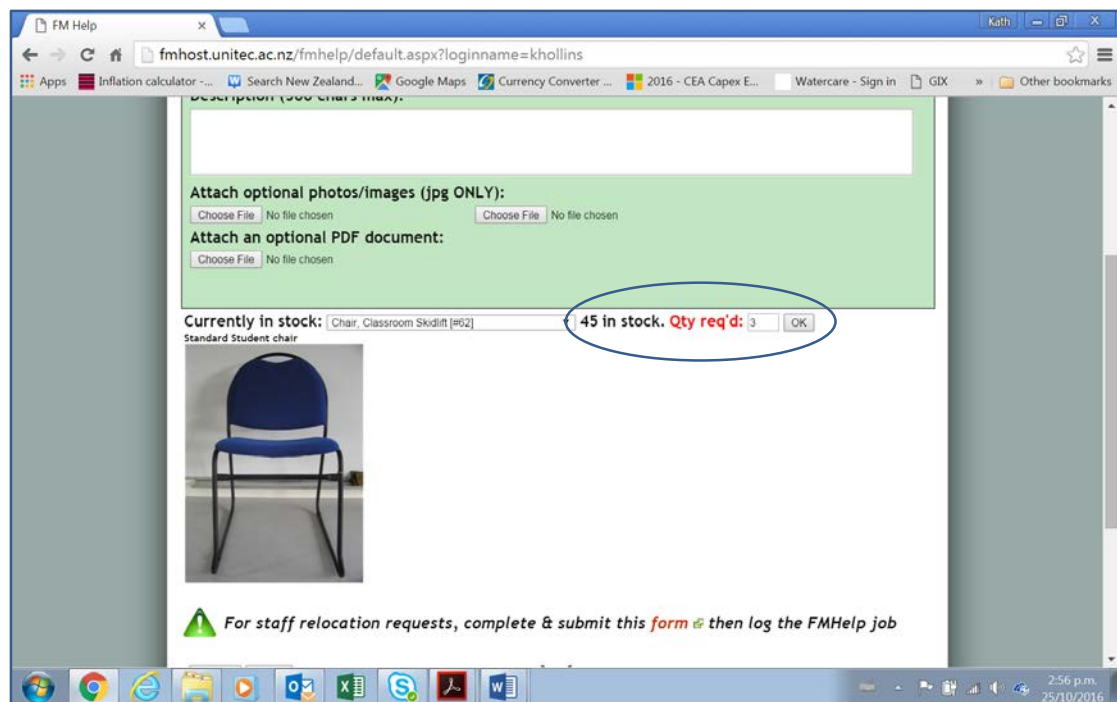 FM Help
Kath
fmhost.unitec.ac.nz/fmhelp/default.aspx?loginname=khollins
Apps Inflation calculator -... Search New Zealand... Google Maps Currency Converter ... 2016 - CEA Capex E... Watercare - Sign in GIX » Other bookmarks
Description (500 chars max):
Attach optional photos/images (jpg ONLY):
Choose File No file chosen Choose File No file chosen
Attach an optional PDF document:
Choose File No file chosen
Currently in stock: Chair, Classroom Skidlift [#62] 45 in stock. Qty req'd: 3 OK
Standard Student chair
For staff relocation requests, complete & submit this form then log the FMHelp job
2:56 p.m.
25/10/2016